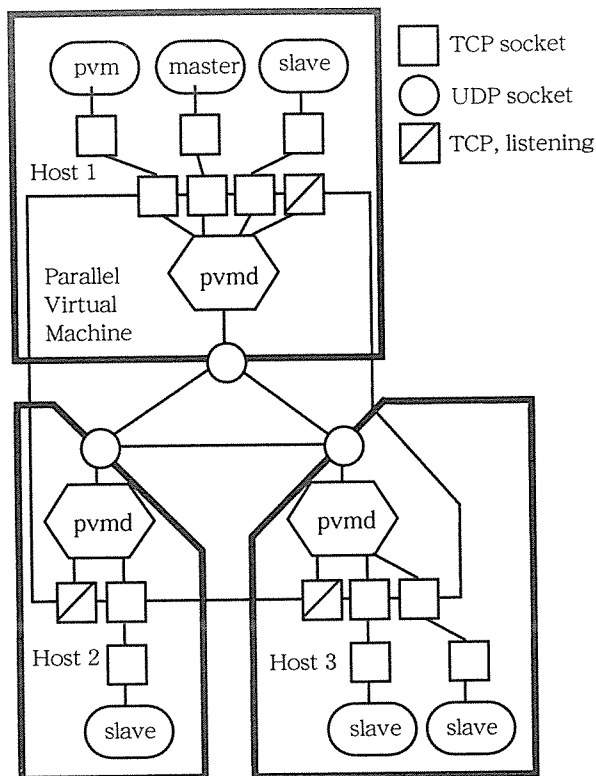 pvm
master
slave
TCP socket
UDP socket
TCP, listening
Host 1
pvmd
Parallel
Virtual
Machine
pvmd
pvmd
Host 2
Host 3
slave
slave
slave